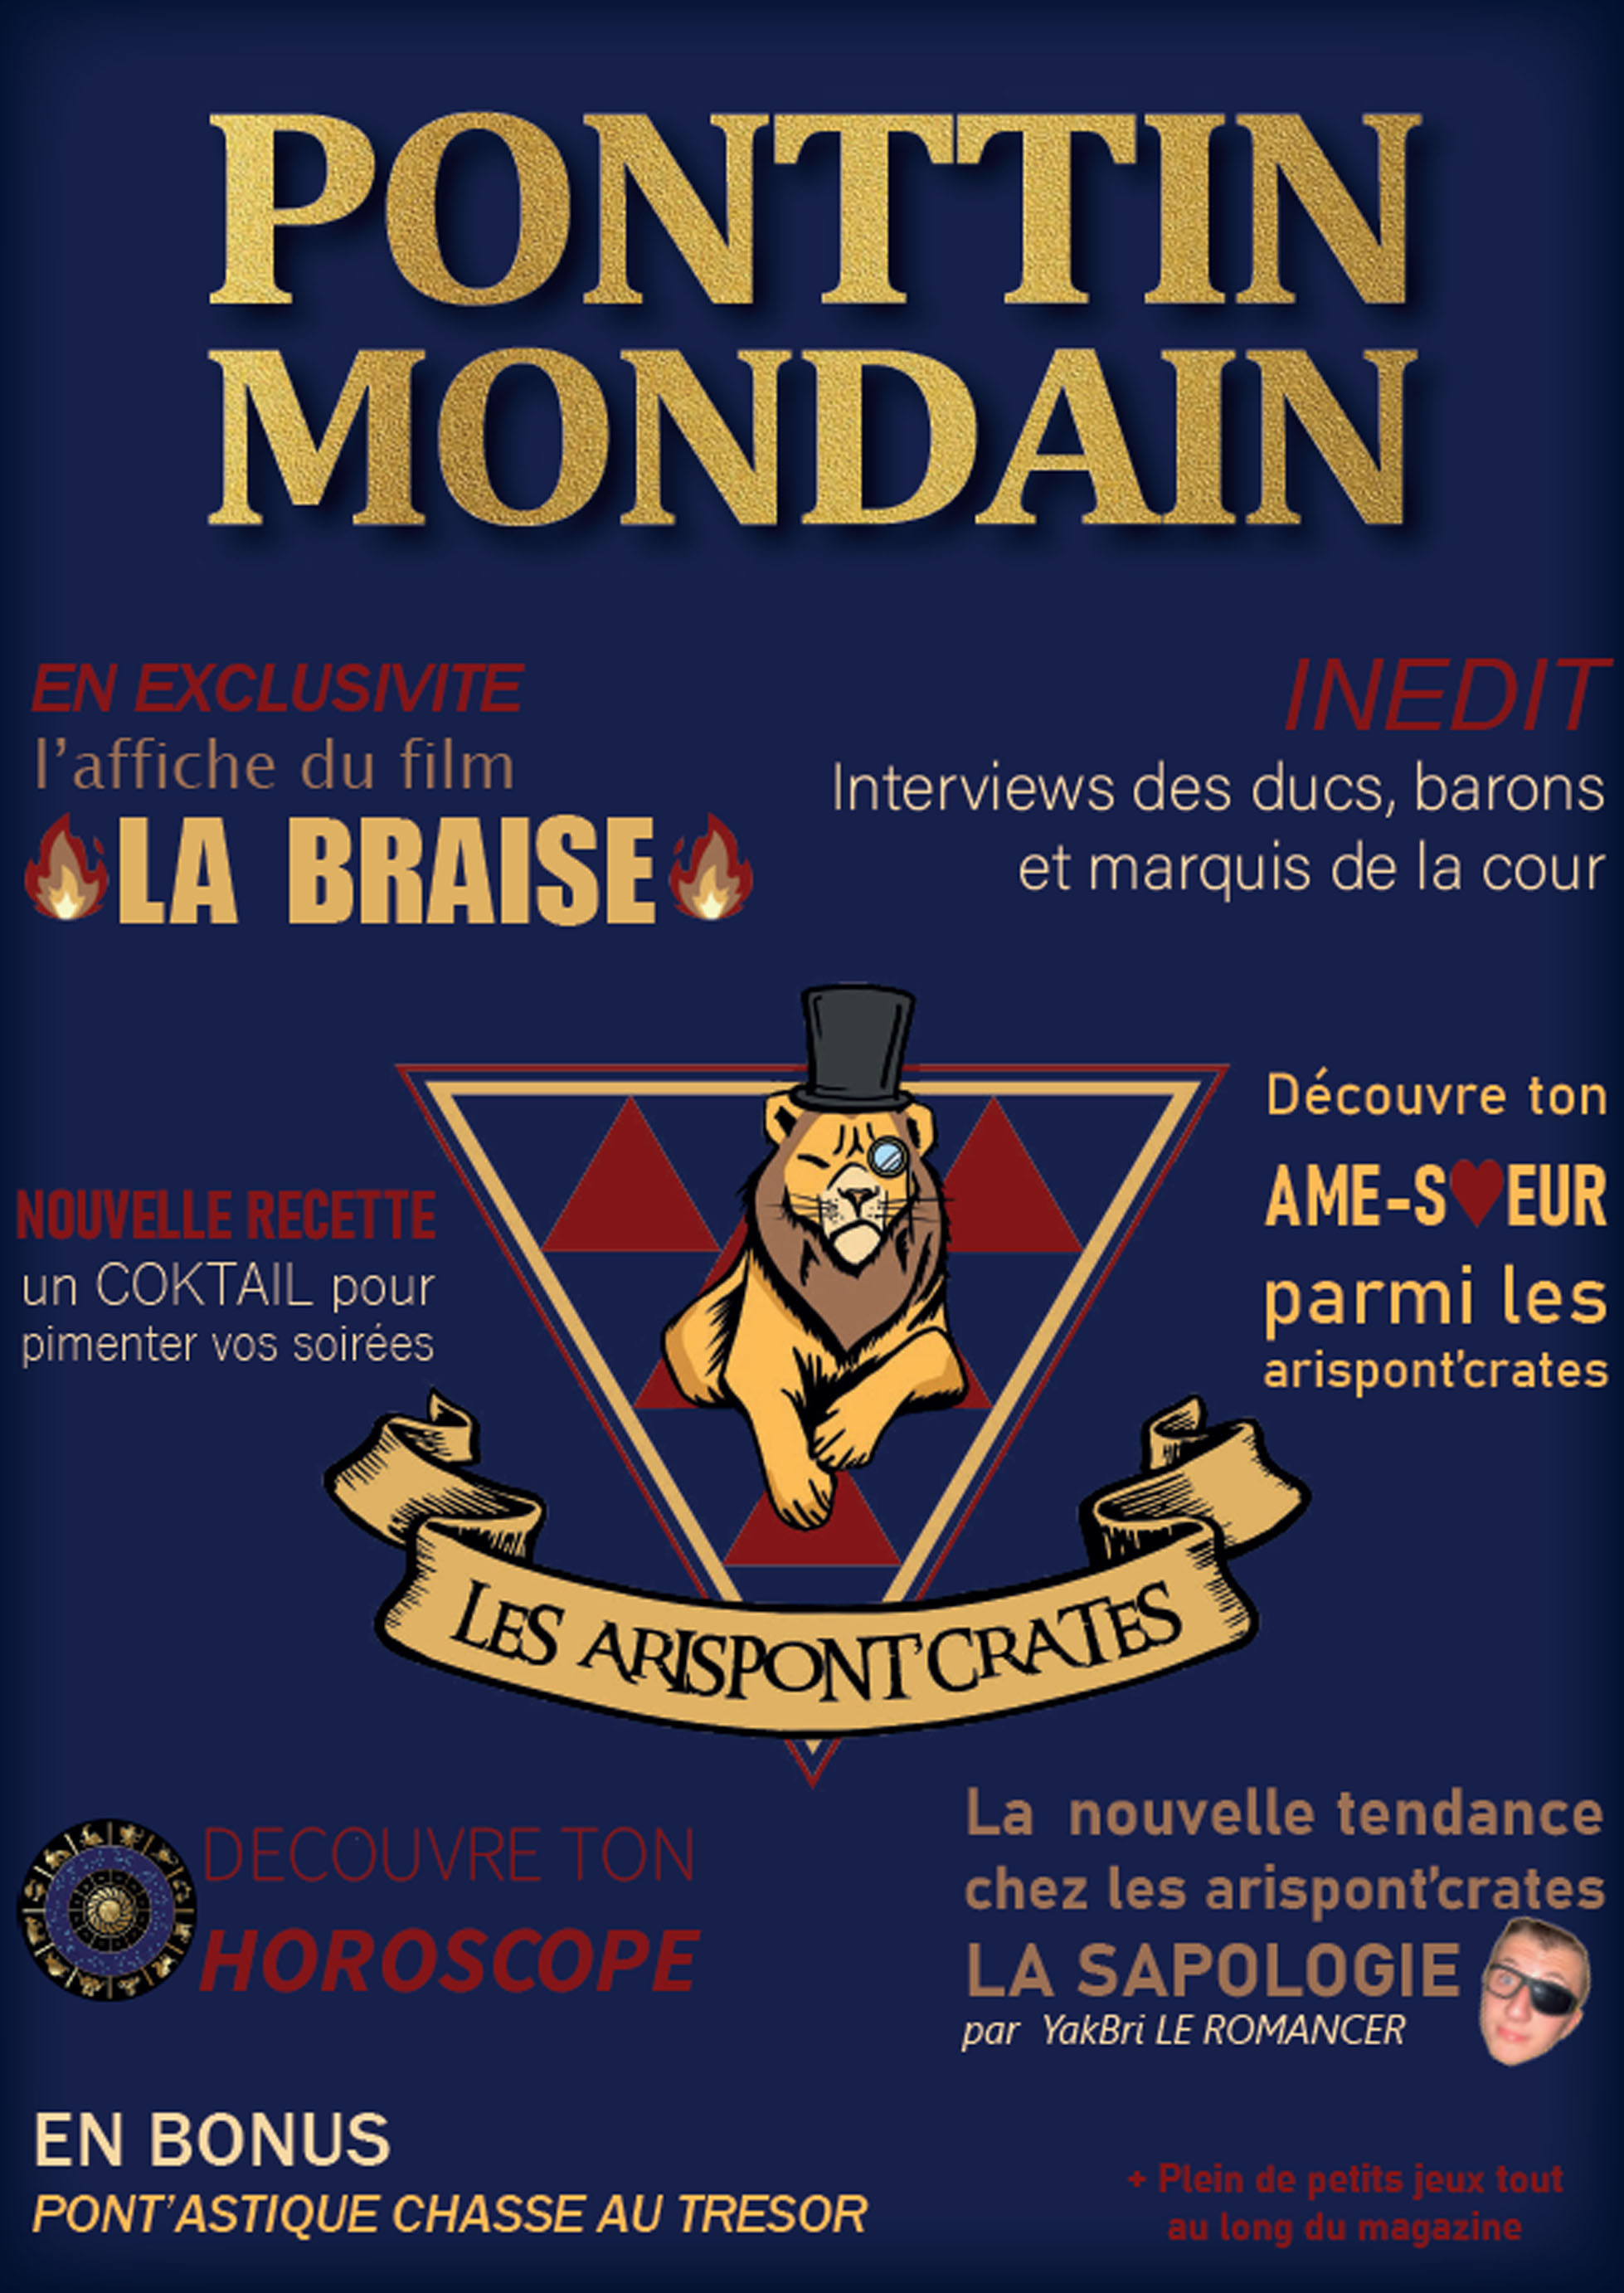 PONTTIN
MONDAIN
EN EXCLUSIVITE
l'affiche du film
LA BRAISE
INEDIT
Interviews des ducs, barons
et marquis de la cour
NOUVELLE RECETTE
un COKTAIL pour
pimenter vos soirées
Découvre ton
AME-S♥EUR
parmi les
arispont'crates
LES ARISPONT'CRATES
DECOUVRE TON
HOROSCOPE
La nouvelle tendance
chez les arispont'crates
LA SAPOLOGIE
par YakBri LE ROMANCER
EN BONUS
PONT'ASTIQUE CHASSE AU TRESOR
+ Plein de petits jeux tout
au long du magazine